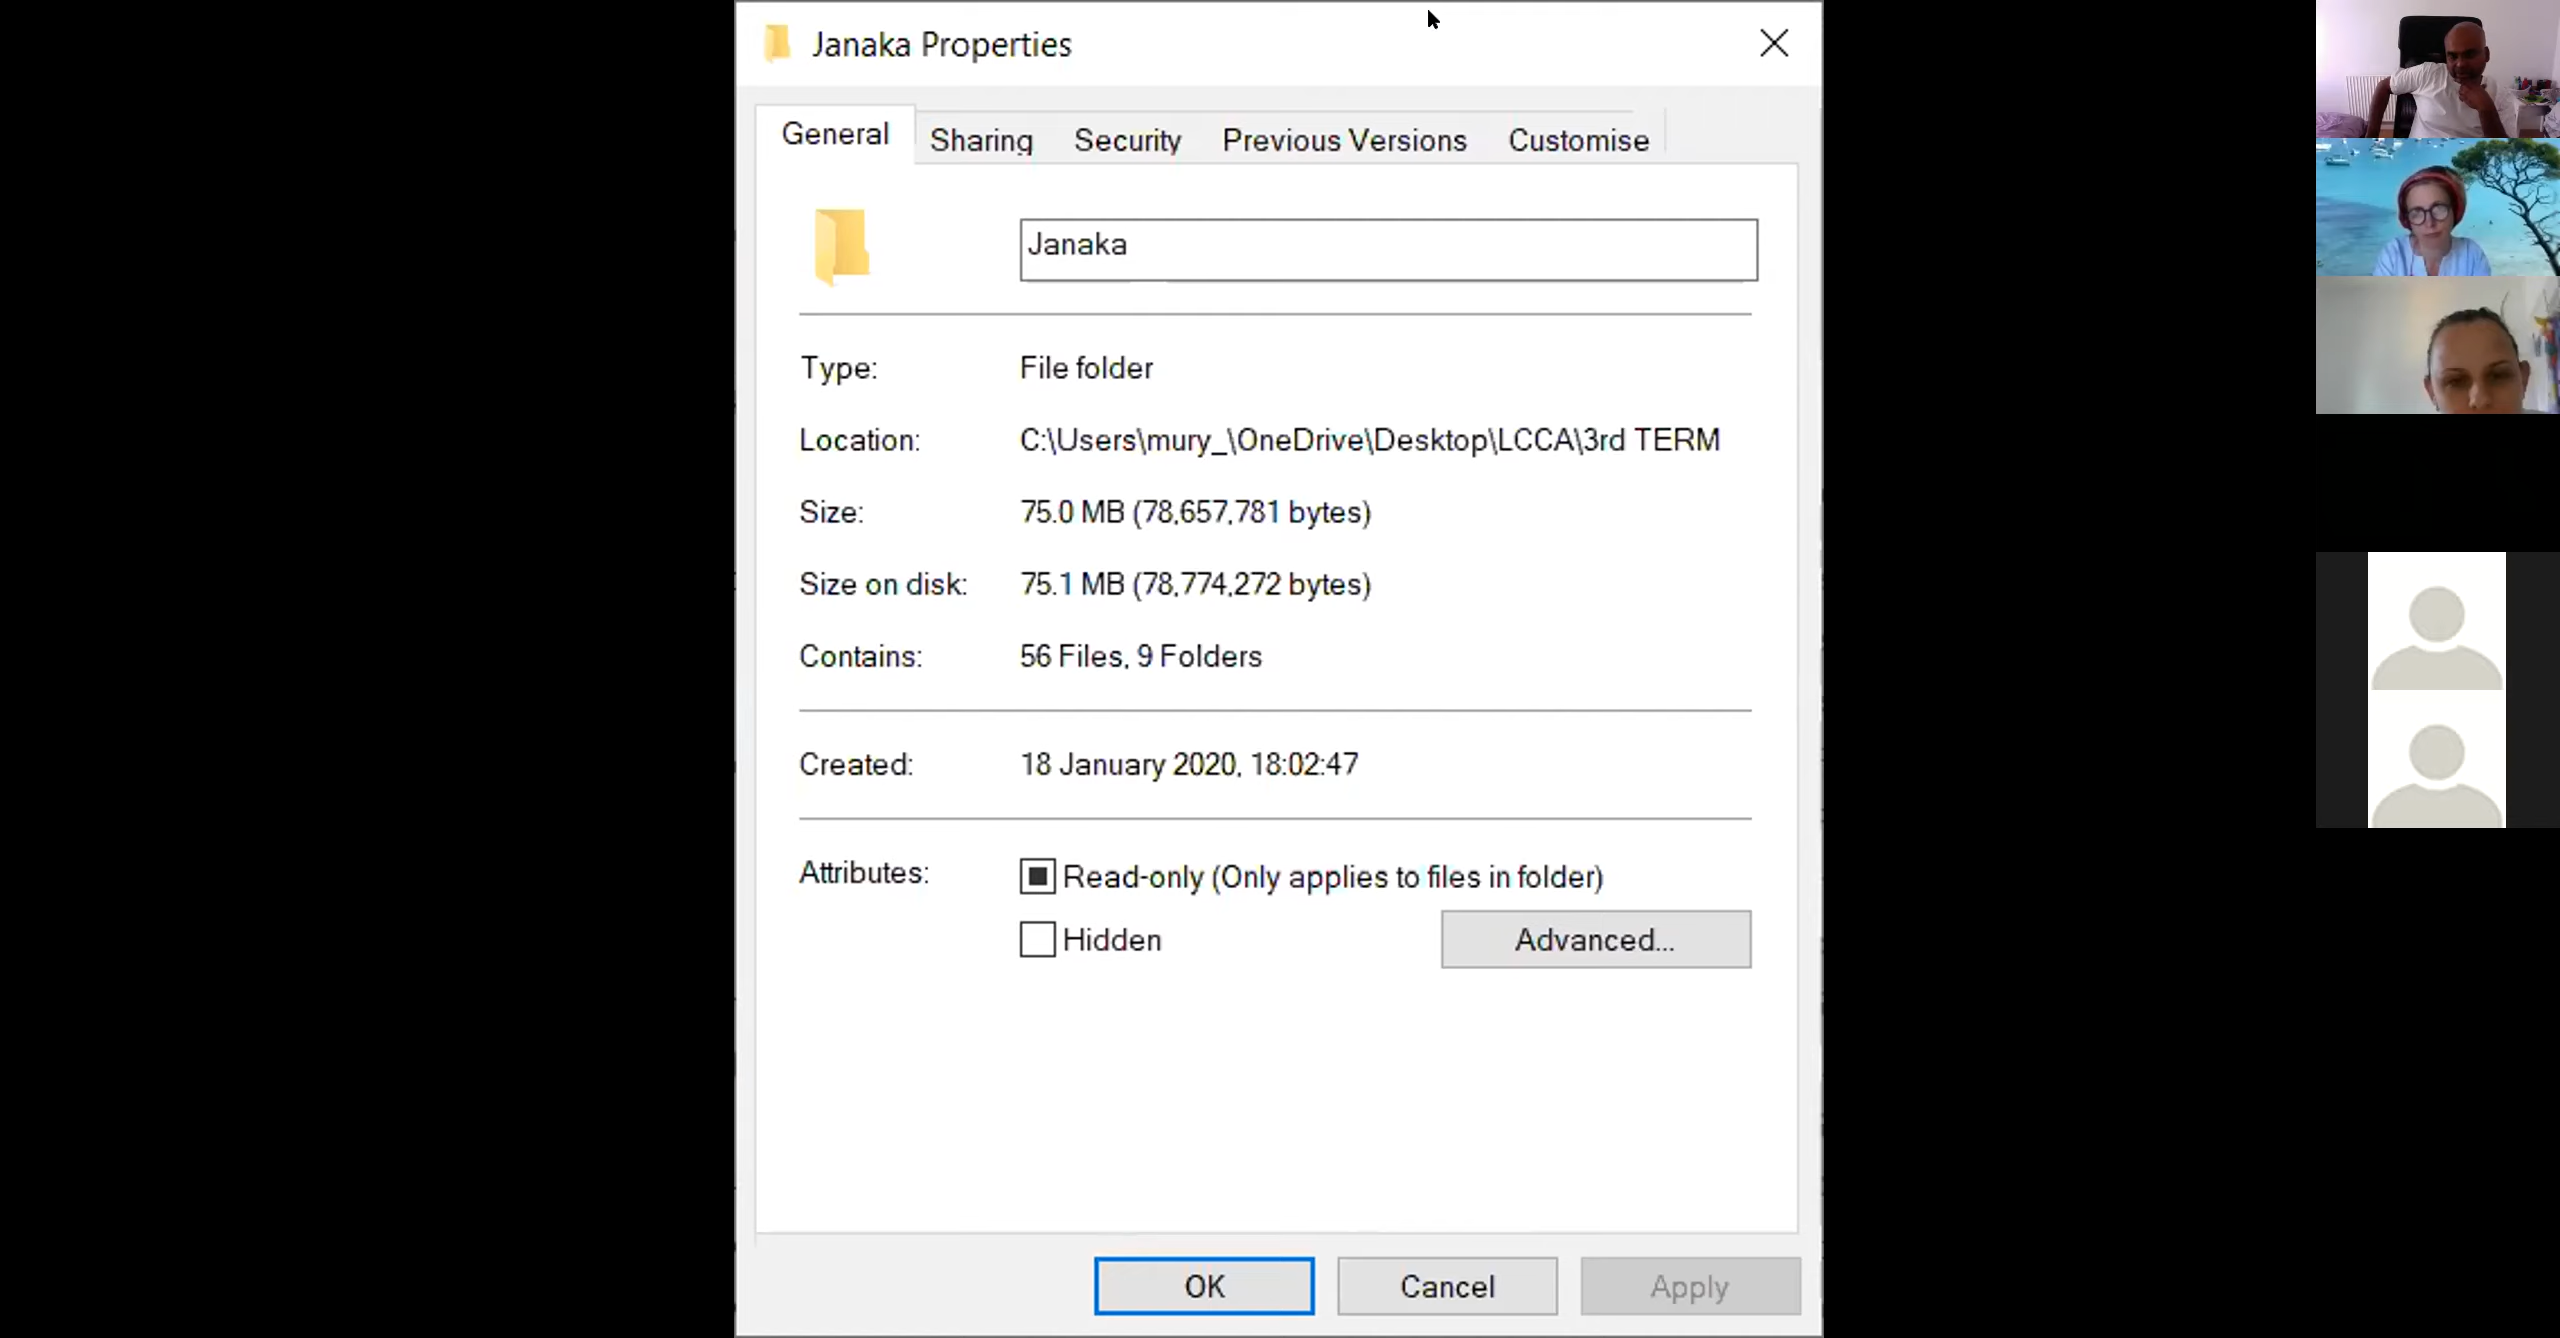 Janaka Properties
General Sharing Security Previous Versions Customise
Janaka
Type: File folder
Location: C:\Users\mury_\OneDrive\Desktop\LCCA\3rd TERM
Size: 75.0 MB (78,657,781 bytes)
Size on disk: 75.1 MB (78,774,272 bytes)
Contains: 56 Files, 9 Folders
Created: 18 January 2020, 18:02:47
Attributes: Read-only (Only applies to files in folder)
Hidden Advanced...
OK Cancel Apply